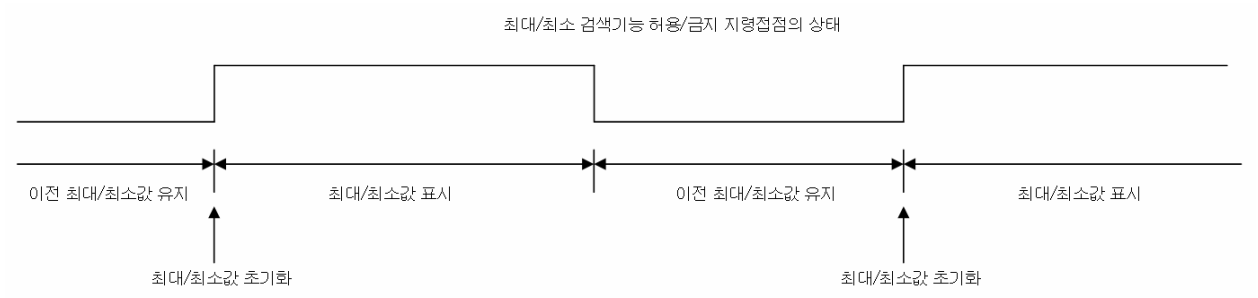 최대/최소 검색기능 허용/금지 지령접점의 상태
이전 최대/최소값 유지
최대/최소값 표시
이전 최대/최소값 유지
최대/최소값 표시
최대/최소값 초기화
최대/최소값 초기화